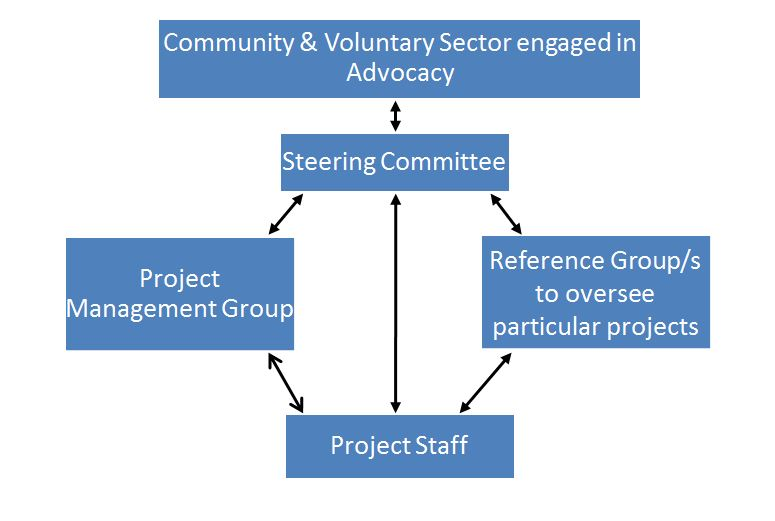 Community & Voluntary Sector engaged in
Advocacy
Steering Committee
Project
Management Group
Reference Group/s
to oversee
particular projects
Project Staff